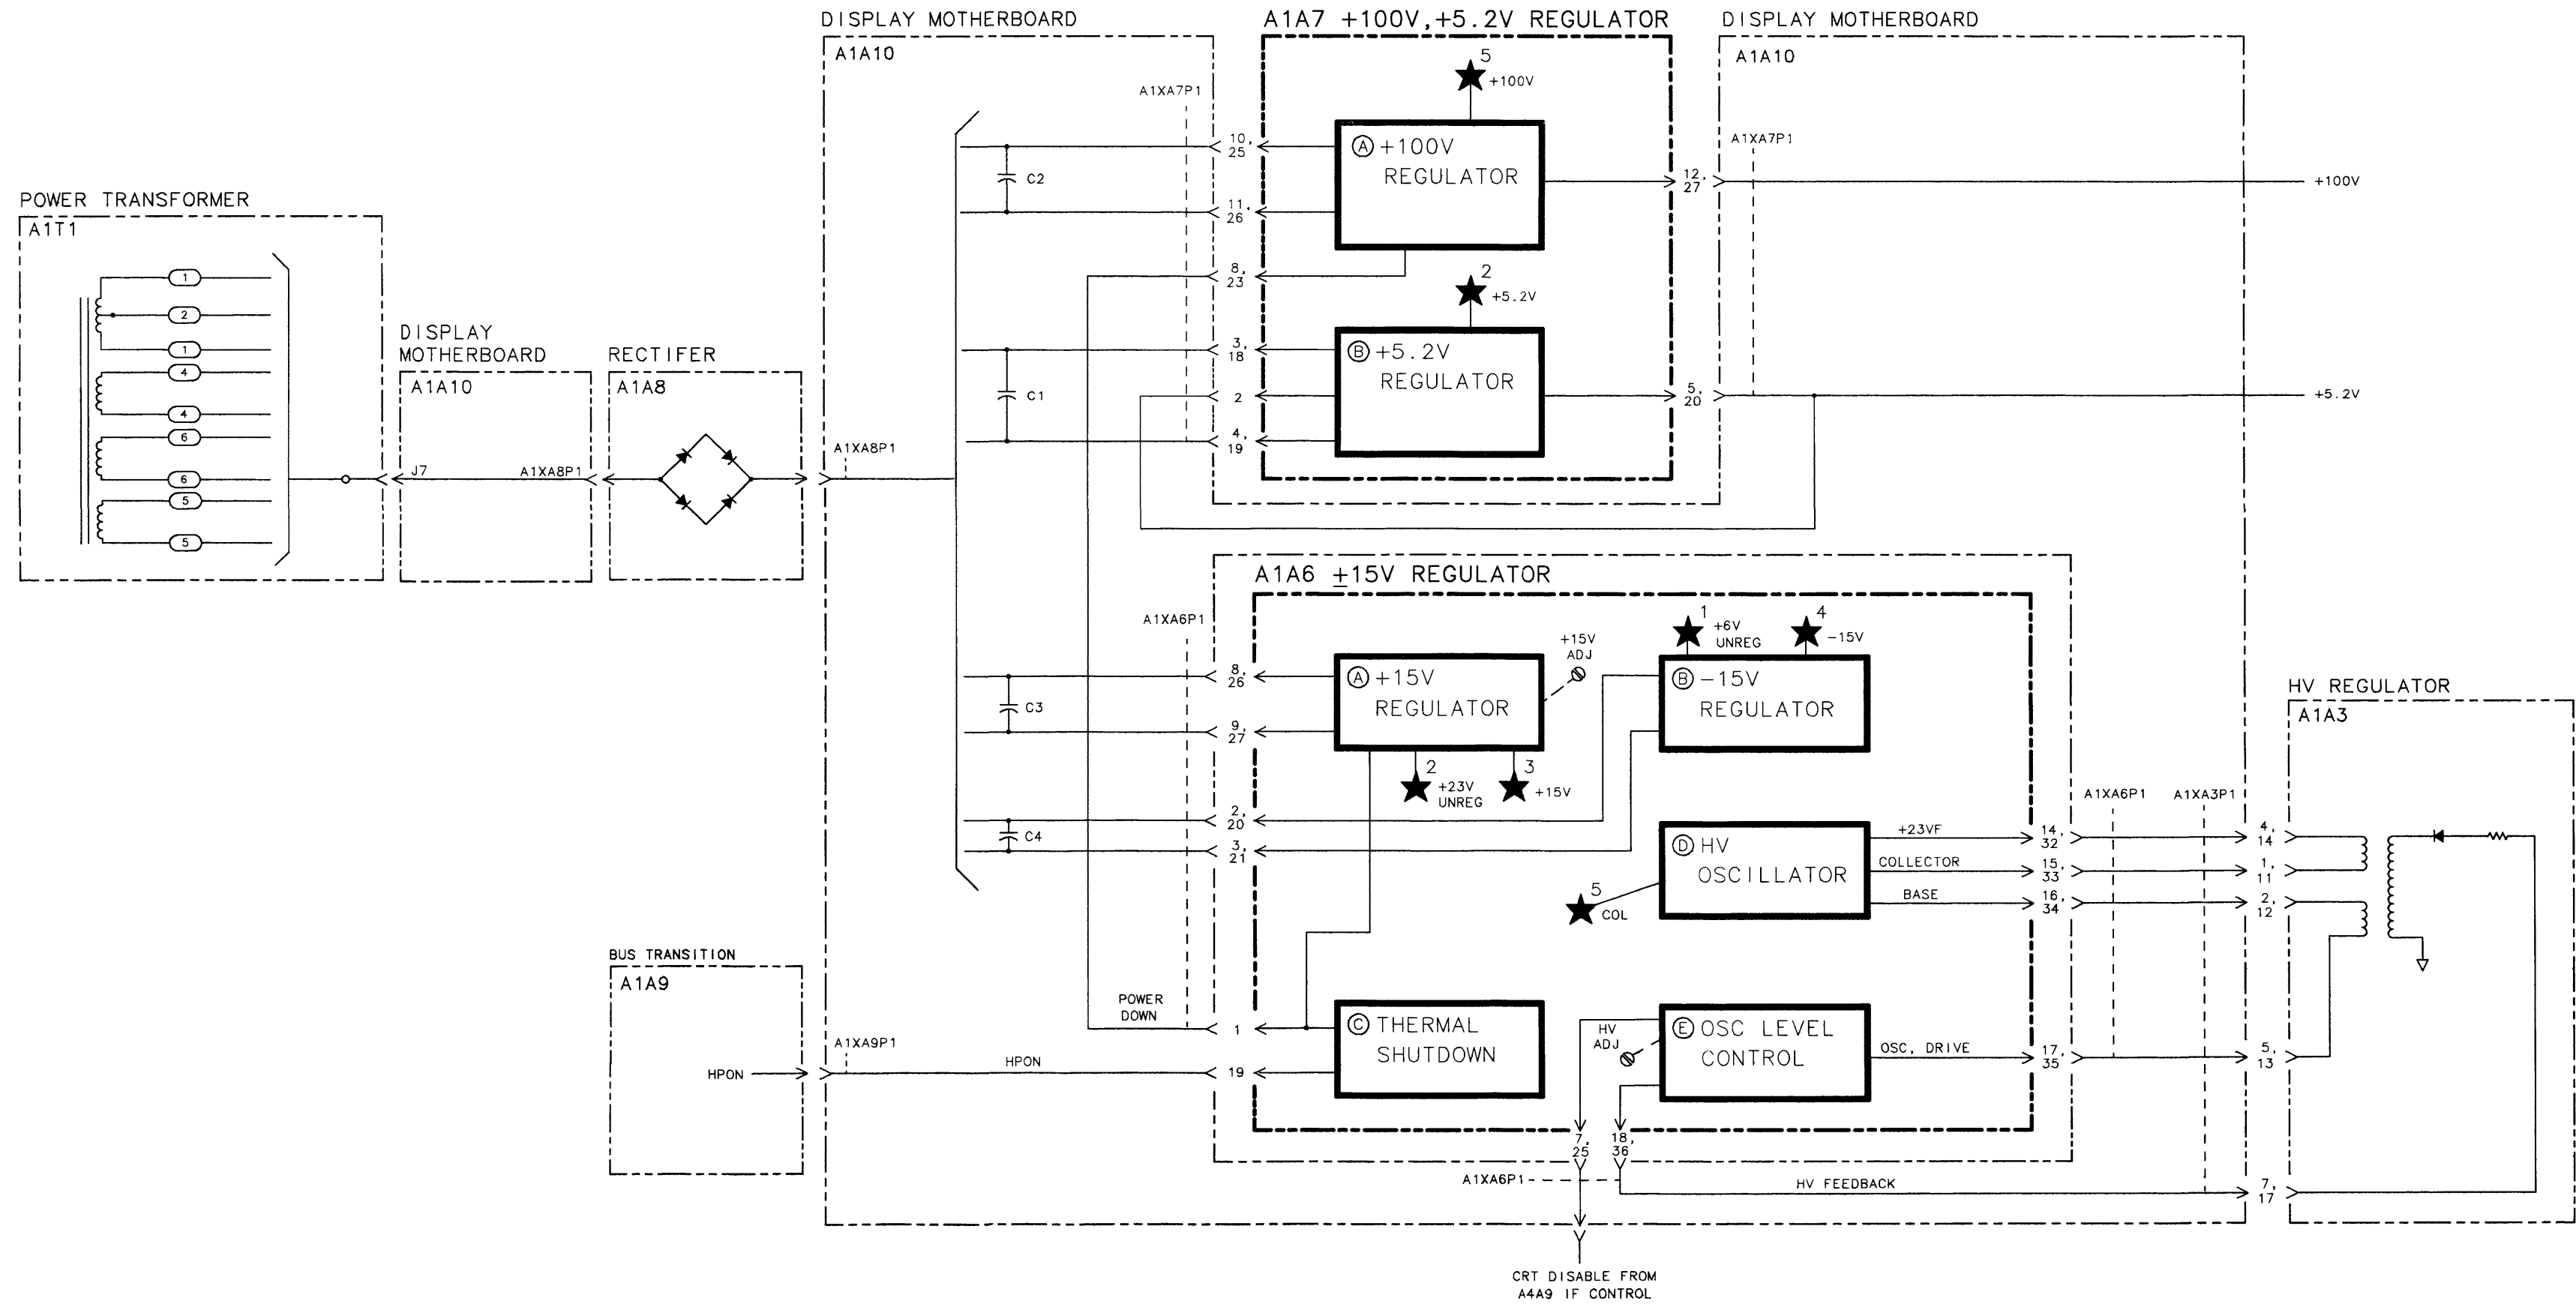 DISPLAY MOTHERBOARD
A1A10
A1A7 +100V,+5.2V REGULATOR
DISPLAY MOTHERBOARD
A1A10
5
+100V
A1XA7P1
10,
25
C2
11,
26
Ⓐ +100V
REGULATOR
12,
27
A1XA7P1
+100V
8,
23
2
+5.2V
3,
18
C1
2
4,
19
Ⓑ +5.2V
REGULATOR
5,
20
+5.2V
POWER TRANSFORMER
A1T1
1
2
1
4
4
6
6
5
5
DISPLAY
MOTHERBOARD
A1A10
J7
A1XA8P1
RECTIFER
A1A8
A1XA8P1
A1A6 ±15V REGULATOR
A1XA6P1
8,
26
C3
9,
27
Ⓐ +15V
REGULATOR
+15V
ADJ
2
+23V
UNREG
3
+15V
1
+6V
UNREG
4
-15V
Ⓑ -15V
REGULATOR
2,
20
C4
3,
21
Ⓓ HV
OSCILLATOR
5
COL
+23VF
COLLECTOR
BASE
14,
32
15,
33
16,
34
A1XA6P1
A1XA3P1
4,
14
1,
11
2,
12
HV REGULATOR
A1A3
BUS TRANSITION
A1A9
HPON
A1XA9P1
HPON
POWER
DOWN
1
19
Ⓒ THERMAL
SHUTDOWN
HV
ADJ
Ⓔ OSC LEVEL
CONTROL
OSC, DRIVE
17,
35
5,
13
7,
25
18,
36
A1XA6P1
HV FEEDBACK
7,
17
CRT DISABLE FROM
A4A9 IF CONTROL